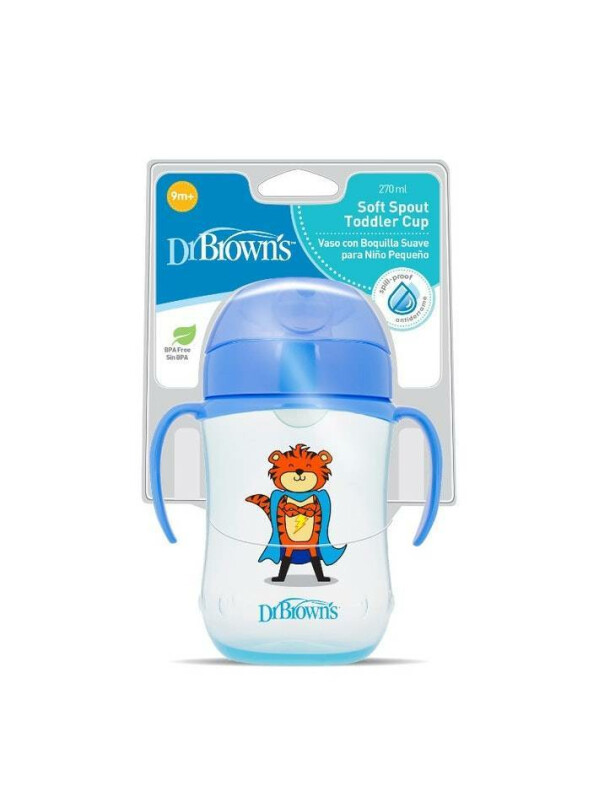 9m+
270 ml
Soft Spout
Toddler Cup
Dr Brown's™
Vaso con Boquilla Suave
para Niño Pequeño
spill-proof
antiderrame
BPA Free
Sin BPA
Dr Brown's